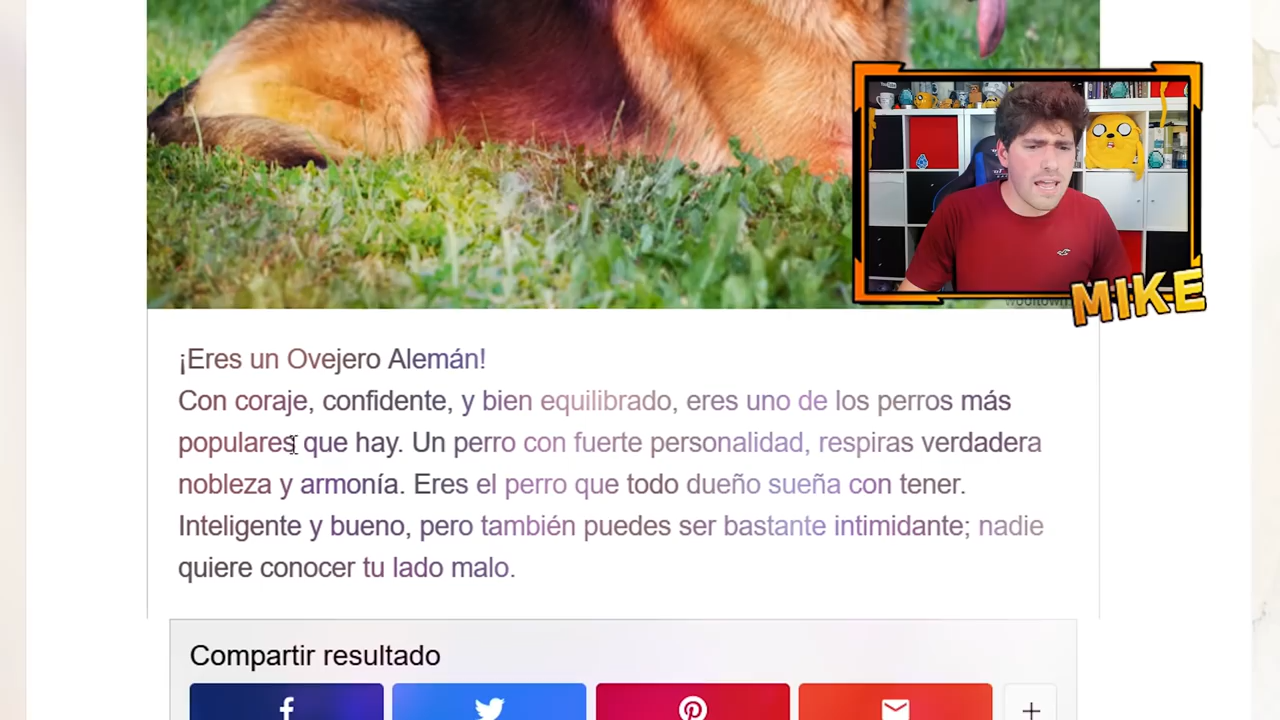 MIKE
¡Eres un Ovejero Alemán!
Con coraje, confidente, y bien equilibrado, eres uno de los perros más
populares que hay. Un perro con fuerte personalidad, respiras verdadera
nobleza y armonía. Eres el perro que todo dueño sueña con tener.
Inteligente y bueno, pero también puedes ser bastante intimidante; nadie
quiere conocer tu lado malo.
Compartir resultado